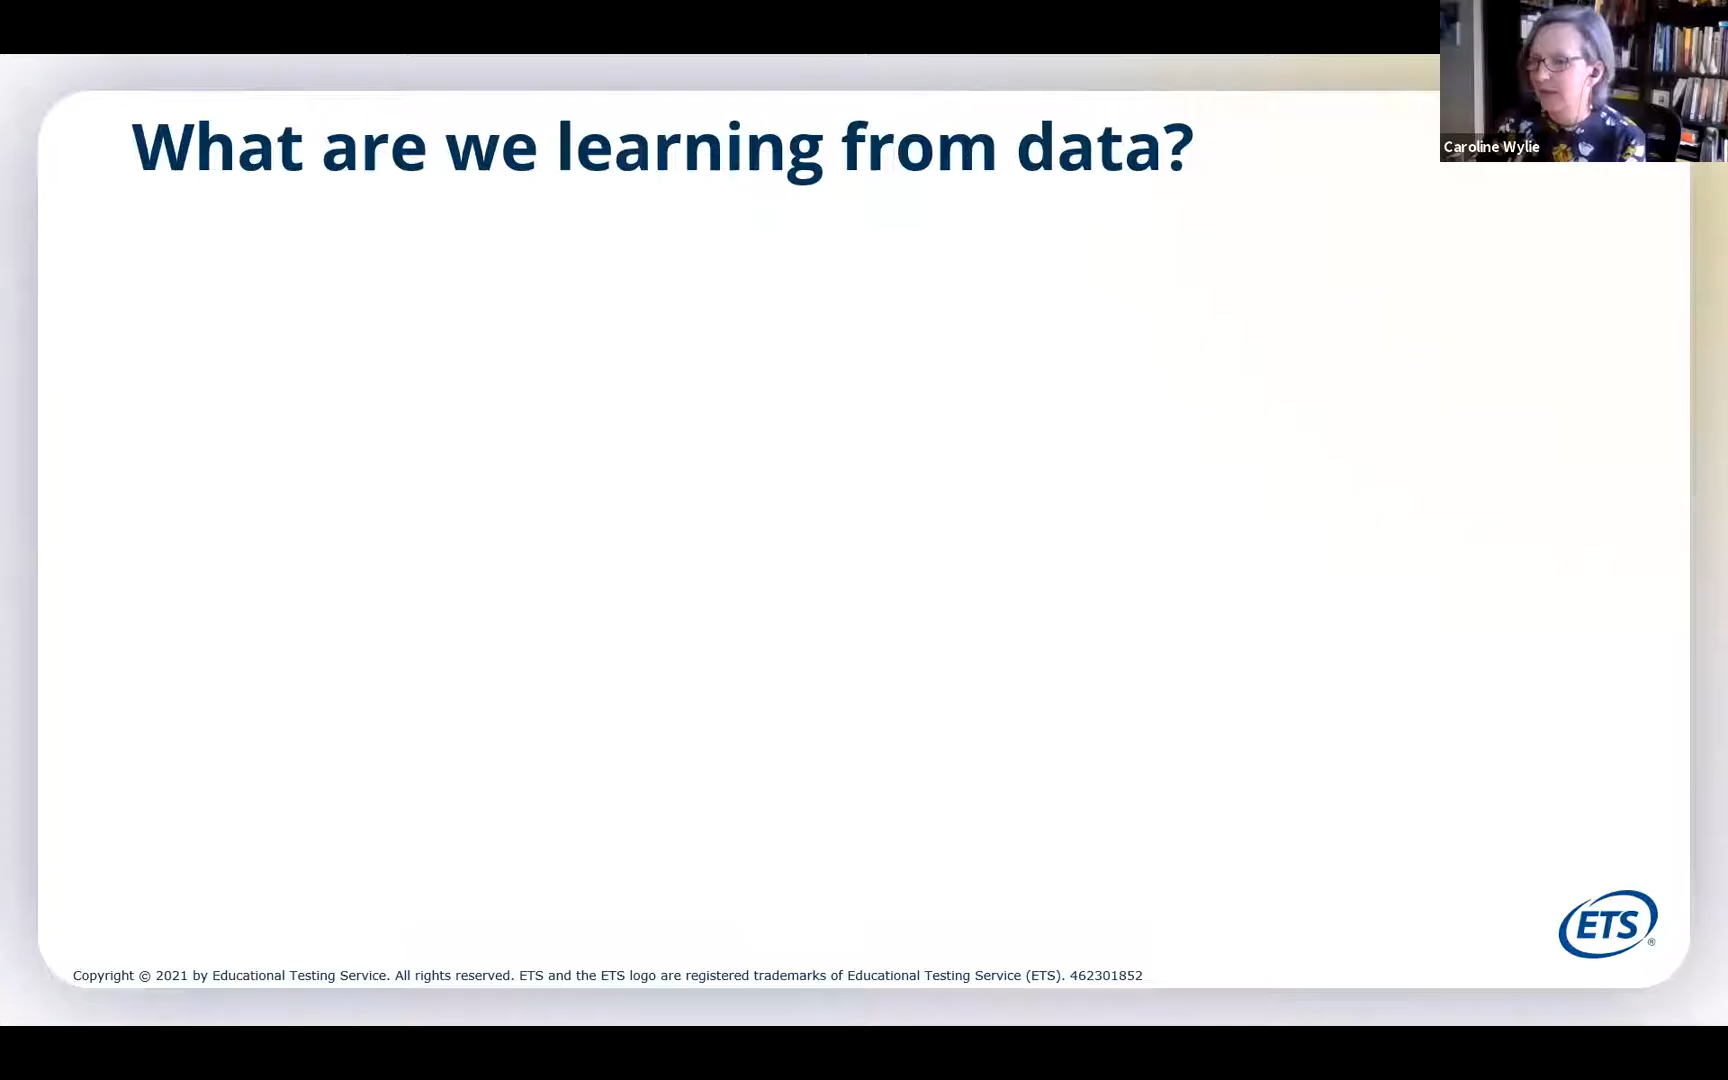 What are we learning from data?
Caroline Wylie
ETS®
Copyright © 2021 by Educational Testing Service. All rights reserved. ETS and the ETS logo are registered trademarks of Educational Testing Service (ETS). 462301852